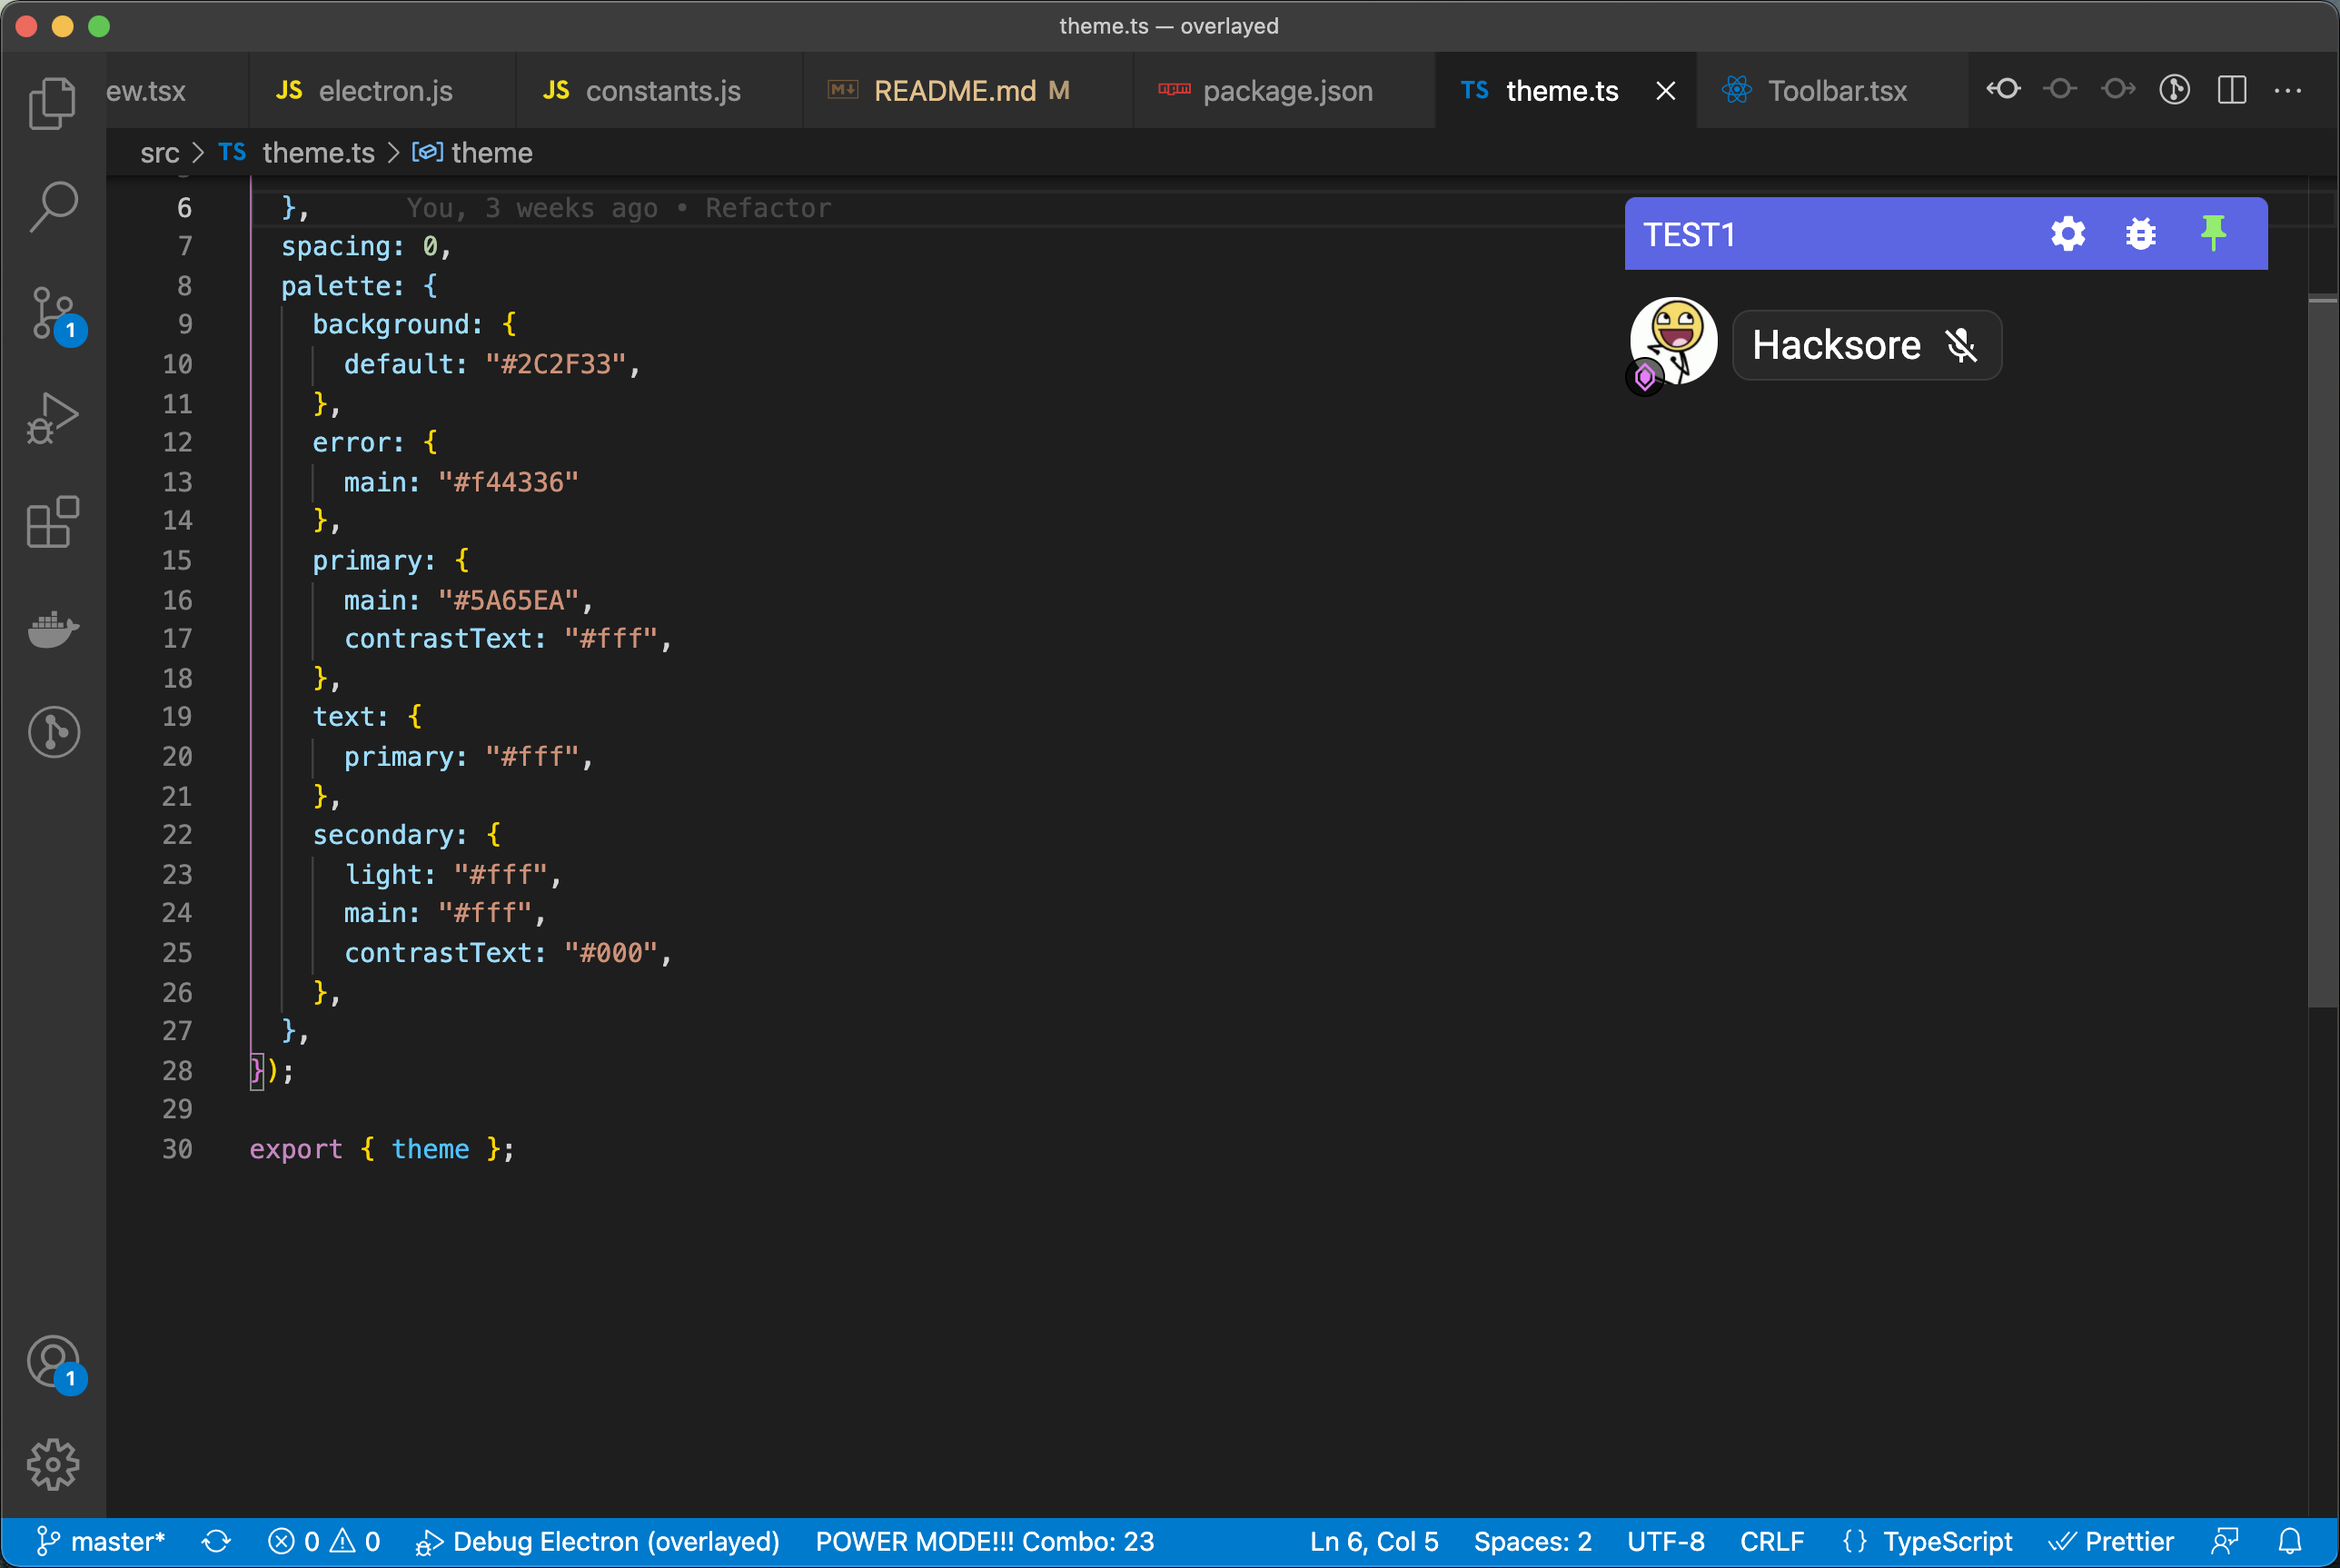 theme.ts — overlayed
ew.tsx
JS electron.js
JS constants.js
README.md M
package.json
TS theme.ts
Toolbar.tsx
src > TS theme.ts > theme
6 }, You, 3 weeks ago • Refactor
7 spacing: 0,
8 palette: {
9 background: {
10 default: "#2C2F33",
11 },
12 error: {
13 main: "#f44336"
14 },
15 primary: {
16 main: "#5A65EA",
17 contrastText: "#fff",
18 },
19 text: {
20 primary: "#fff",
21 },
22 secondary: {
23 light: "#fff",
24 main: "#fff",
25 contrastText: "#000",
26 },
27 },
28 });
29
30 export { theme };
TEST1
Hacksore
1
1
master* 0 0 Debug Electron (overlayed) POWER MODE!!! Combo: 23 Ln 6, Col 5 Spaces: 2 UTF-8 CRLF {} TypeScript Prettier